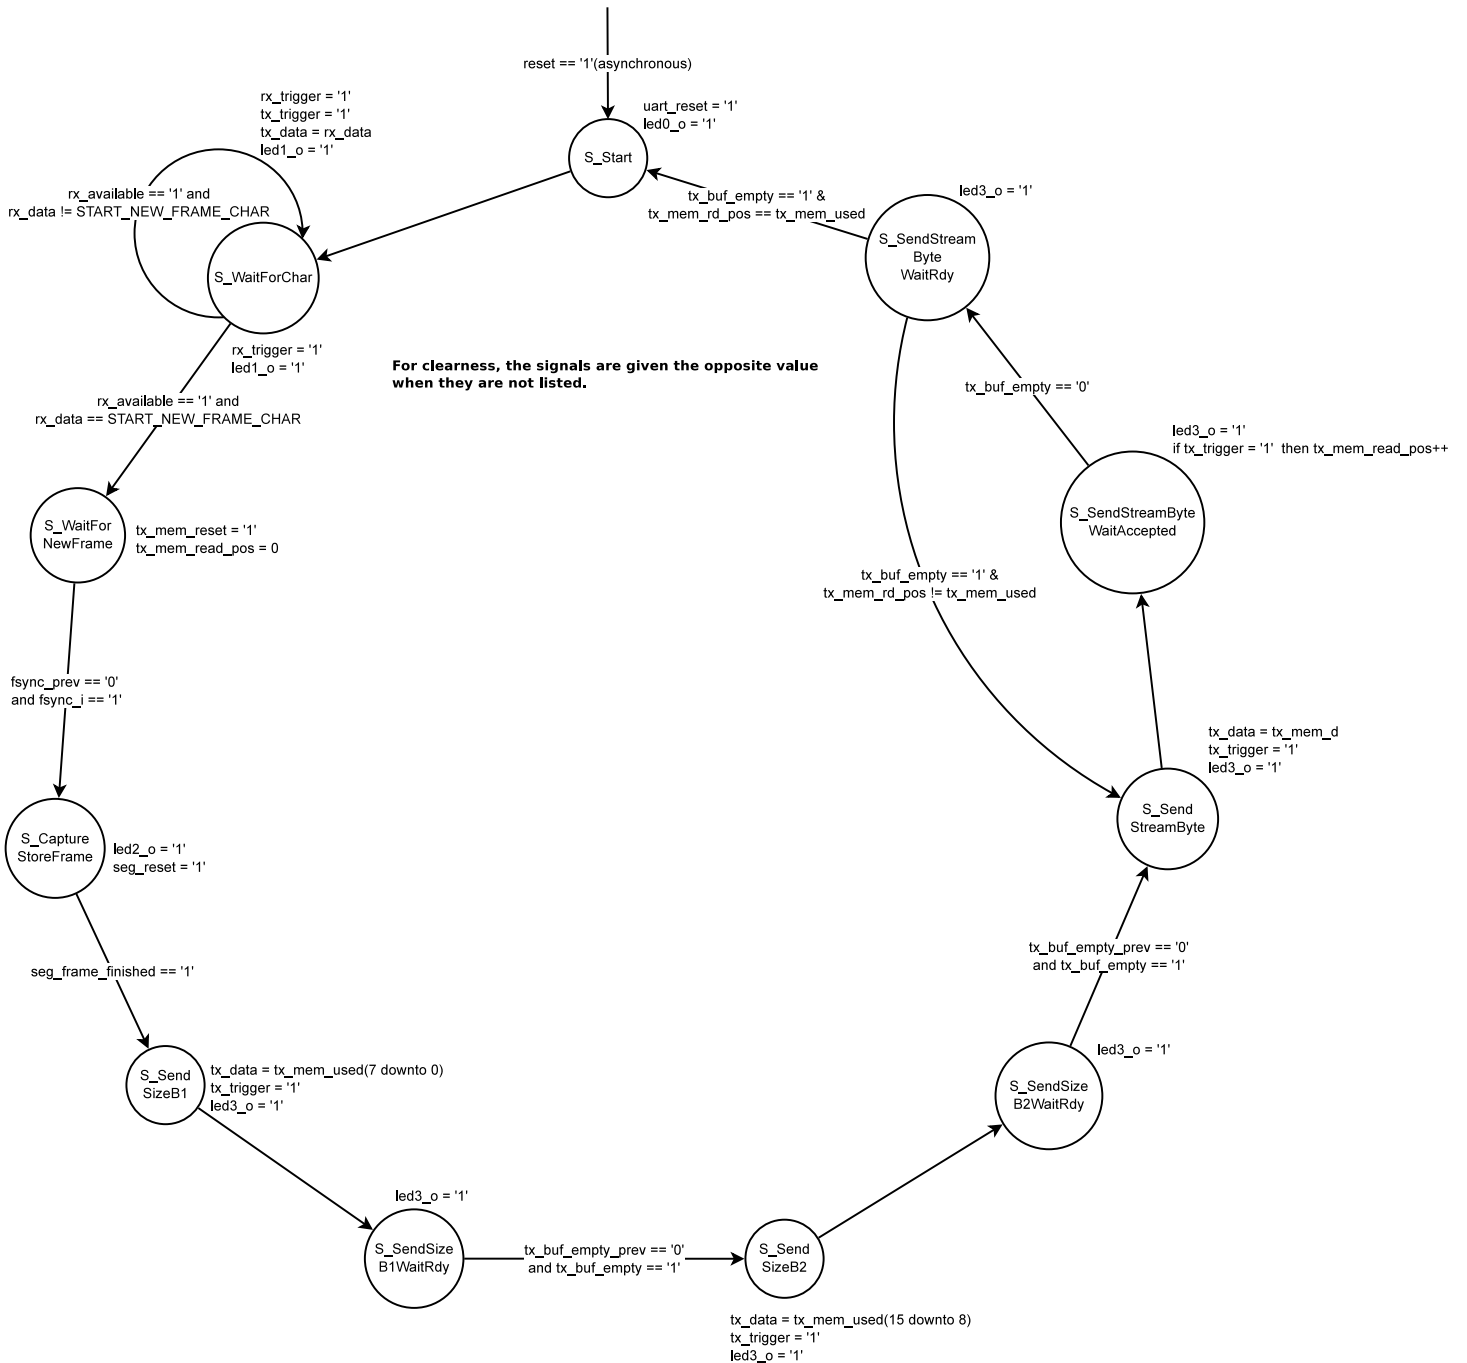 reset == '1'(asynchronous)
uart_reset = '1'
led0_o = '1'
S_Start
rx_trigger = '1'
tx_trigger = '1'
tx_data = rx_data
led1_o = '1'
rx_available == '1' and
rx_data != START_NEW_FRAME_CHAR
S_WaitForChar
tx_buf_empty == '1' &
tx_mem_rd_pos == tx_mem_used
led3_o = '1'
S_SendStream
Byte
WaitRdy
rx_trigger = '1'
led1_o = '1'
For clearness, the signals are given the opposite value
when they are not listed.
rx_available == '1' and
rx_data == START_NEW_FRAME_CHAR
tx_buf_empty == '0'
led3_o = '1'
if tx_trigger = '1'  then tx_mem_read_pos++
S_SendStreamByte
WaitAccepted
S_WaitFor
NewFrame
tx_mem_reset = '1'
tx_mem_read_pos = 0
tx_buf_empty == '1' &
tx_mem_rd_pos != tx_mem_used
fsync_prev == '0'
and fsync_i == '1'
tx_data = tx_mem_d
tx_trigger = '1'
led3_o = '1'
S_Send
StreamByte
S_Capture
StoreFrame
led2_o = '1'
seg_reset = '1'
seg_frame_finished == '1'
tx_buf_empty_prev == '0'
and tx_buf_empty == '1'
S_Send
SizeB1
tx_data = tx_mem_used(7 downto 0)
tx_trigger = '1'
led3_o = '1'
led3_o = '1'
S_SendSize
B2WaitRdy
led3_o = '1'
S_SendSize
B1WaitRdy
tx_buf_empty_prev == '0'
and tx_buf_empty == '1'
S_Send
SizeB2
tx_data = tx_mem_used(15 downto 8)
tx_trigger = '1'
led3_o = '1'